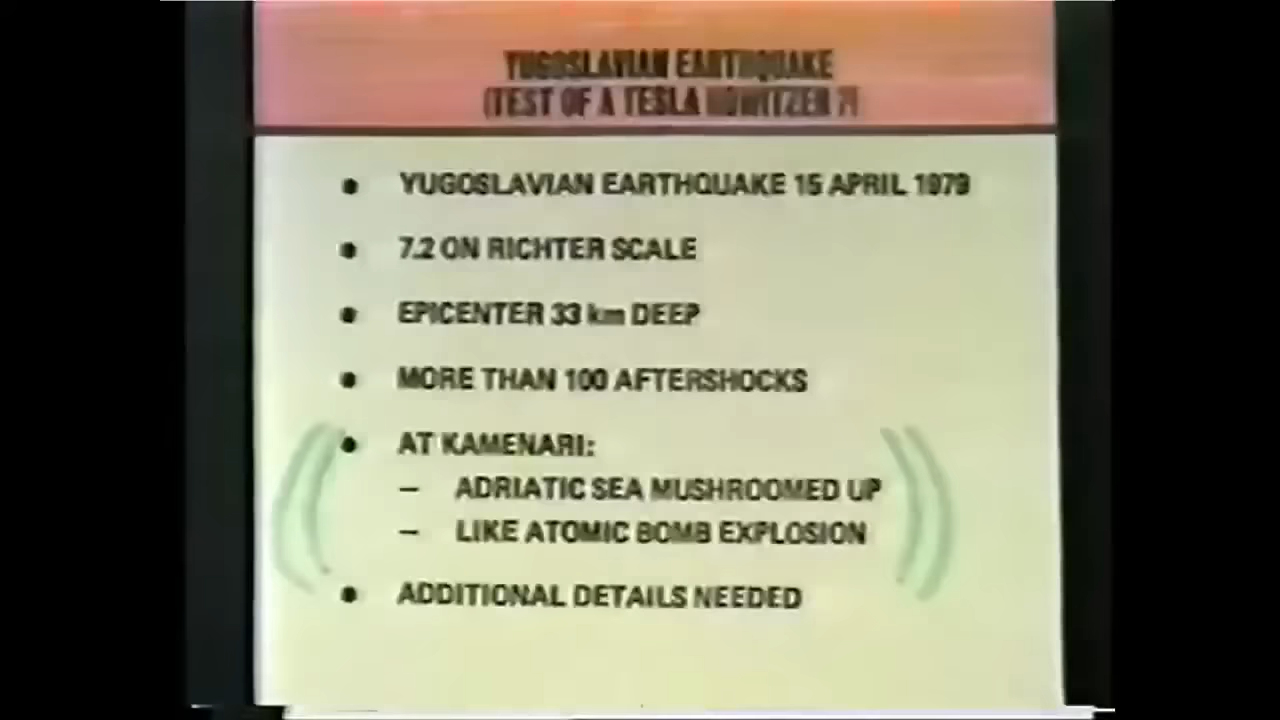 YUGOSLAVIAN EARTHQUAKE
(TEST OF A TESLA HOWITZER ?)
• YUGOSLAVIAN EARTHQUAKE 15 APRIL 1979
• 7.2 ON RICHTER SCALE
• EPICENTER 33 km DEEP
• MORE THAN 100 AFTERSHOCKS
• AT KAMENARI:
– ADRIATIC SEA MUSHROOMED UP
– LIKE ATOMIC BOMB EXPLOSION
• ADDITIONAL DETAILS NEEDED